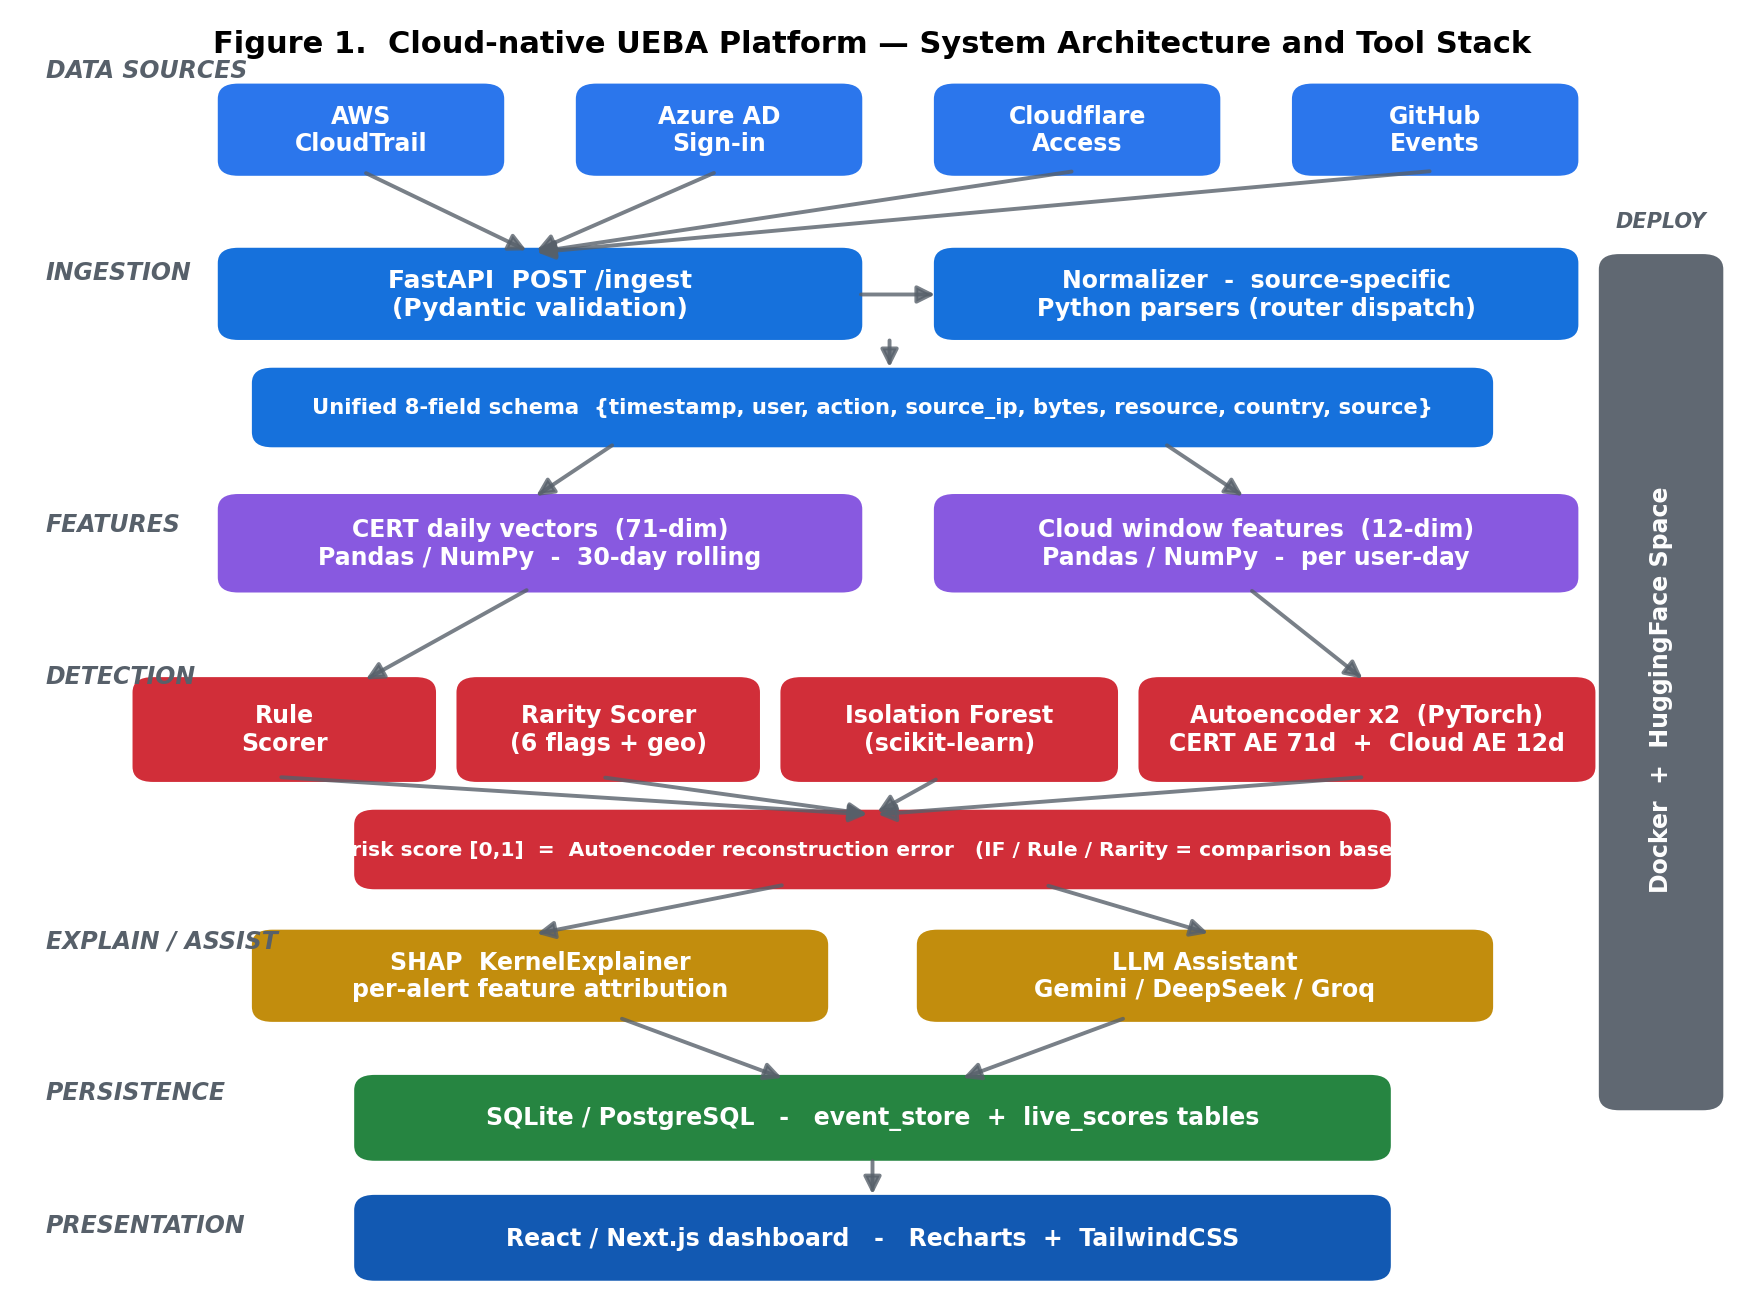 Figure 1.  Cloud-native UEBA Platform — System Architecture and Tool Stack
DATA SOURCES
AWS
CloudTrail
Azure AD
Sign-in
Cloudflare
Access
GitHub
Events
DEPLOY
INGESTION
FastAPI  POST /ingest
(Pydantic validation)
Normalizer  -  source-specific
Python parsers (router dispatch)
Unified 8-field schema  {timestamp, user, action, source_ip, bytes, resource, country, source}
FEATURES
CERT daily vectors  (71-dim)
Pandas / NumPy  -  30-day rolling
Cloud window features  (12-dim)
Pandas / NumPy  -  per user-day
Docker  +  HuggingFace Space
DETECTION
Rule
Scorer
Rarity Scorer
(6 flags + geo)
Isolation Forest
(scikit-learn)
Autoencoder x2  (PyTorch)
CERT AE 71d  +  Cloud AE 12d
risk score [0,1]  =  Autoencoder reconstruction error   (IF / Rule / Rarity = comparison base
EXPLAIN / ASSIST
SHAP  KernelExplainer
per-alert feature attribution
LLM Assistant
Gemini / DeepSeek / Groq
PERSISTENCE
SQLite / PostgreSQL   -   event_store  +  live_scores tables
PRESENTATION
React / Next.js dashboard   -   Recharts  +  TailwindCSS